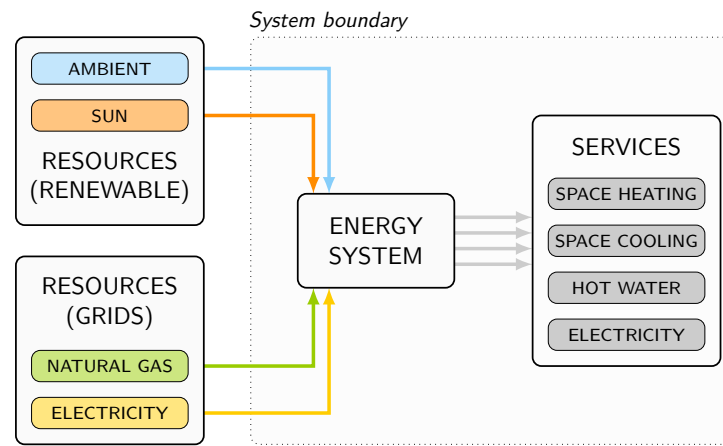 System boundary
AMBIENT
SUN
RESOURCES
(RENEWABLE)
RESOURCES
(GRIDS)
NATURAL GAS
ELECTRICITY
ENERGY
SYSTEM
SERVICES
SPACE HEATING
SPACE COOLING
HOT WATER
ELECTRICITY